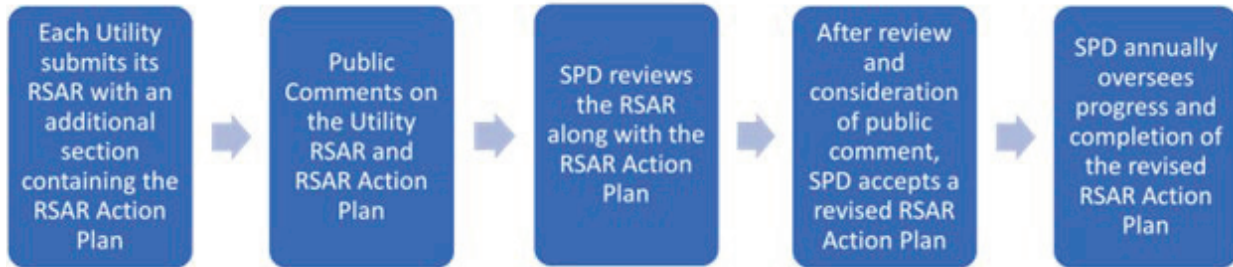 Each Utility
submits its
RSAR with an
additional
section
containing the
RSAR Action
Plan
Public
Comments on
the Utility
RSAR and
RSAR Action
Plan
SPD reviews
the RSAR
along with the
RSAR Action
Plan
After review
and
consideration
of public
comment,
SPD accepts a
revised RSAR
Action Plan
SPD annually
oversees
progress and
completion of
the revised
RSAR Action
Plan